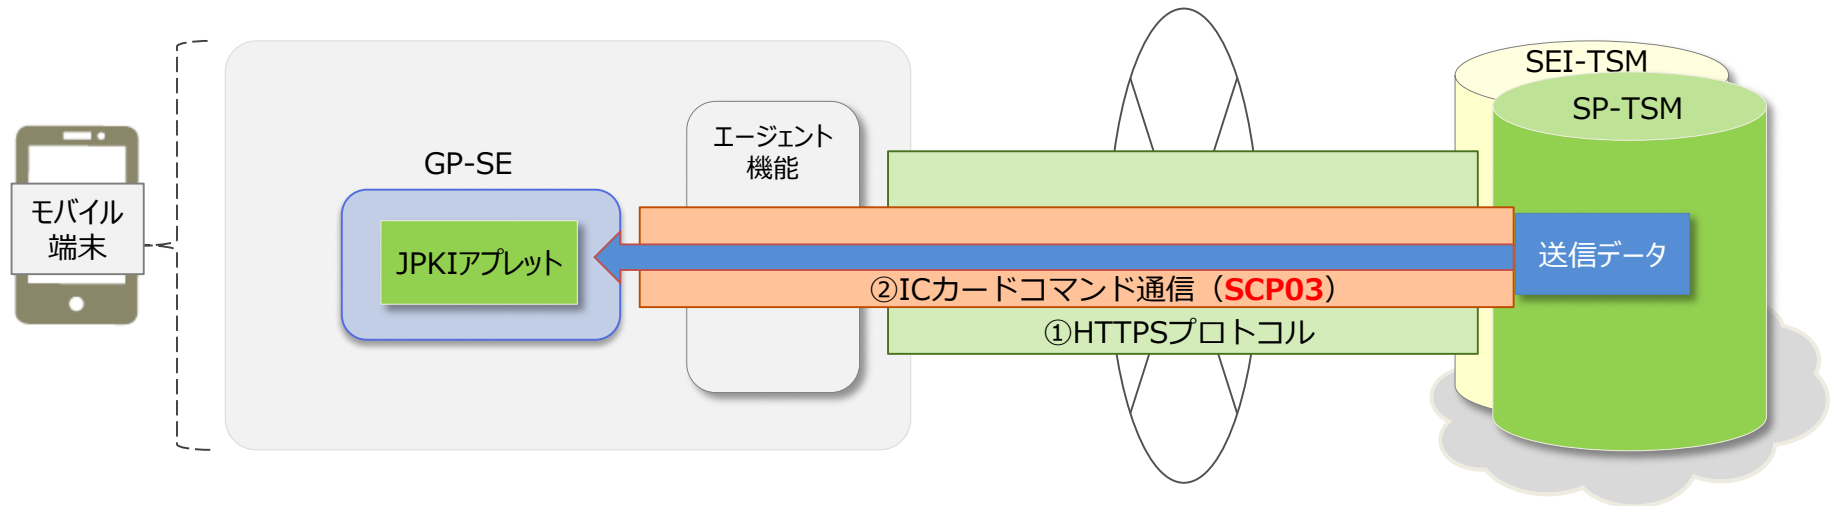 モバイル
端末
GP-SE
JPKIアプレット
エージェント
機能
②ICカードコマンド通信（SCP03）
①HTTPSプロトコル
SEI-TSM
SP-TSM
送信データ